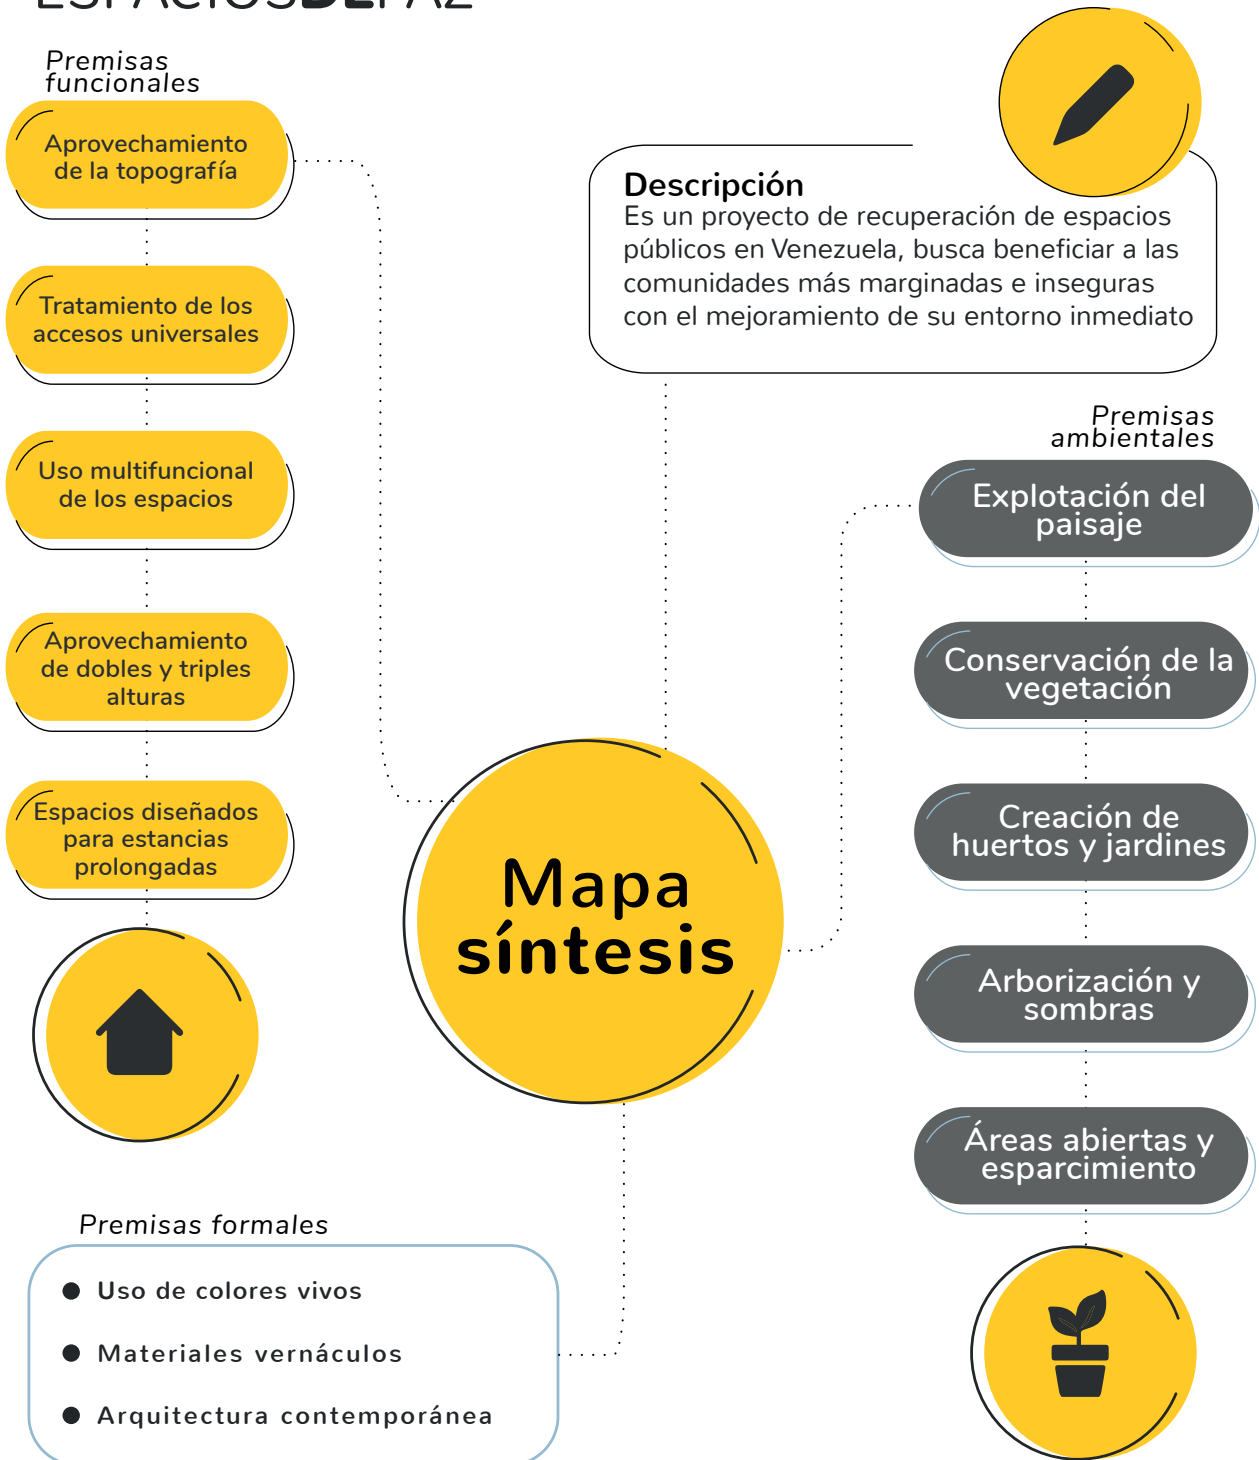 ESPACIOSDEPAZ
Premisas
funcionales
Aprovechamiento
de la topografía
Tratamiento de los
accesos universales
Uso multifuncional
de los espacios
Aprovechamiento
de dobles y triples
alturas
Espacios diseñados
para estancias
prolongadas
Descripción
Es un proyecto de recuperación de espacios
públicos en Venezuela, busca beneficiar a las
comunidades más marginadas e inseguras
con el mejoramiento de su entorno inmediato
Premisas
ambientales
Explotación del
paisaje
Conservación de la
vegetación
Creación de
huertos y jardines
Arborización y
sombras
Áreas abiertas y
esparcimiento
Mapa
síntesis
Premisas formales
Uso de colores vivos
Materiales vernáculos
Arquitectura contemporánea